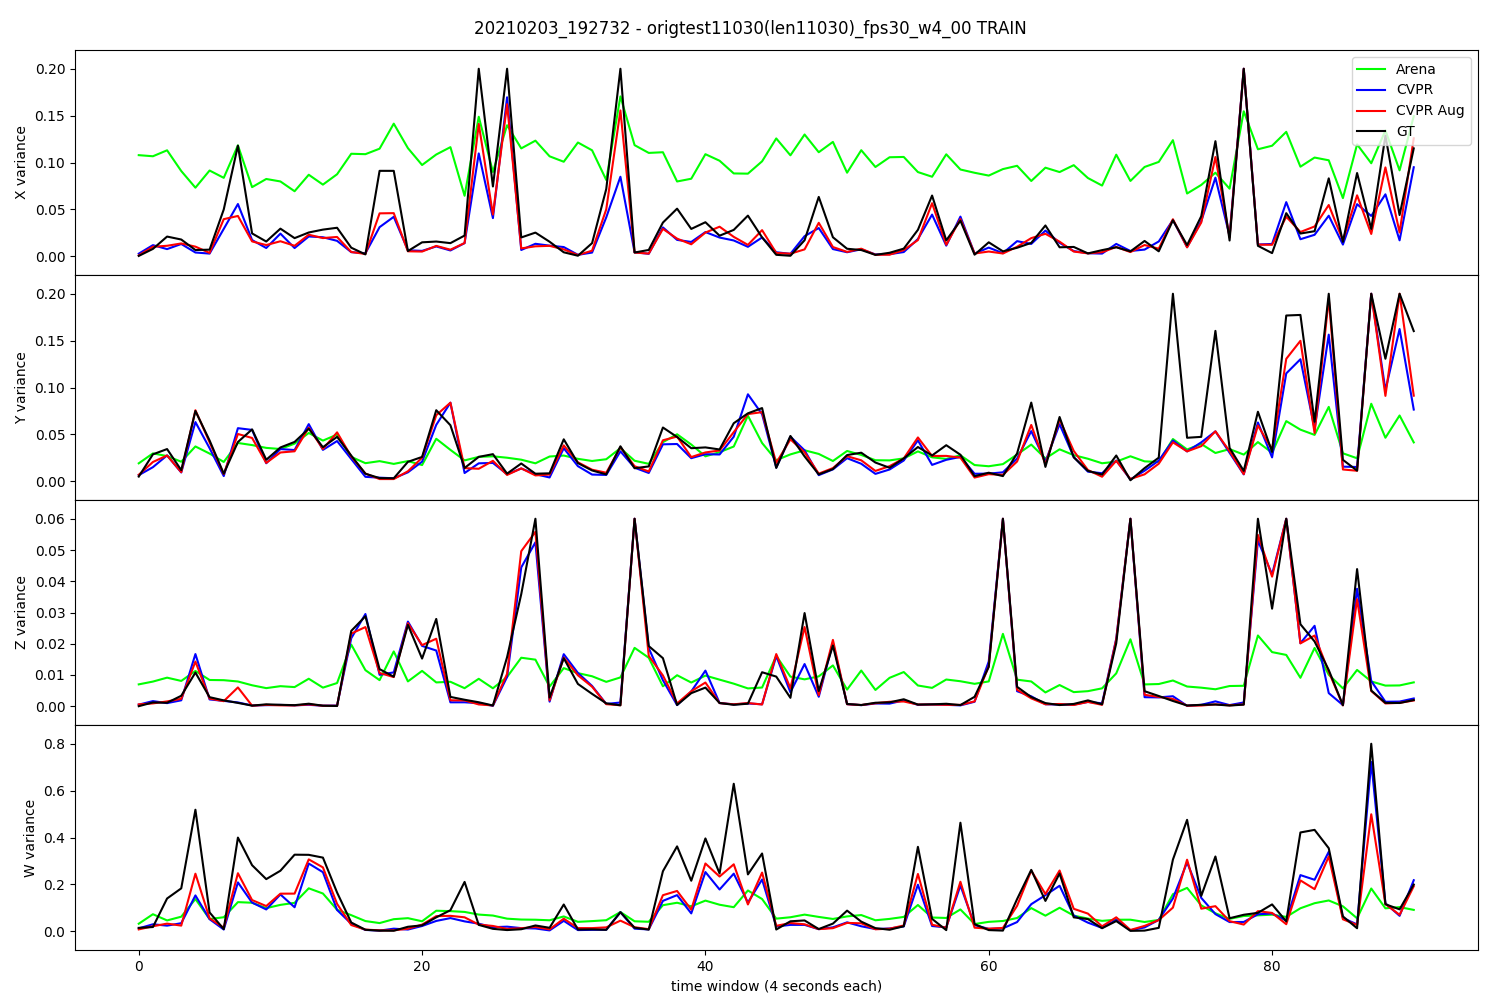 20210203_192732 - origtest11030(len11030)_fps30_w4_00 TRAIN
Arena
CVPR
CVPR Aug
GT
X variance
0.20
0.15
0.10
0.05
0.00
Y variance
0.20
0.15
0.10
0.05
0.00
Z variance
0.06
0.05
0.04
0.03
0.02
0.01
0.00
W variance
0.8
0.6
0.4
0.2
0.0
0 20 40 60 80
time window (4 seconds each)